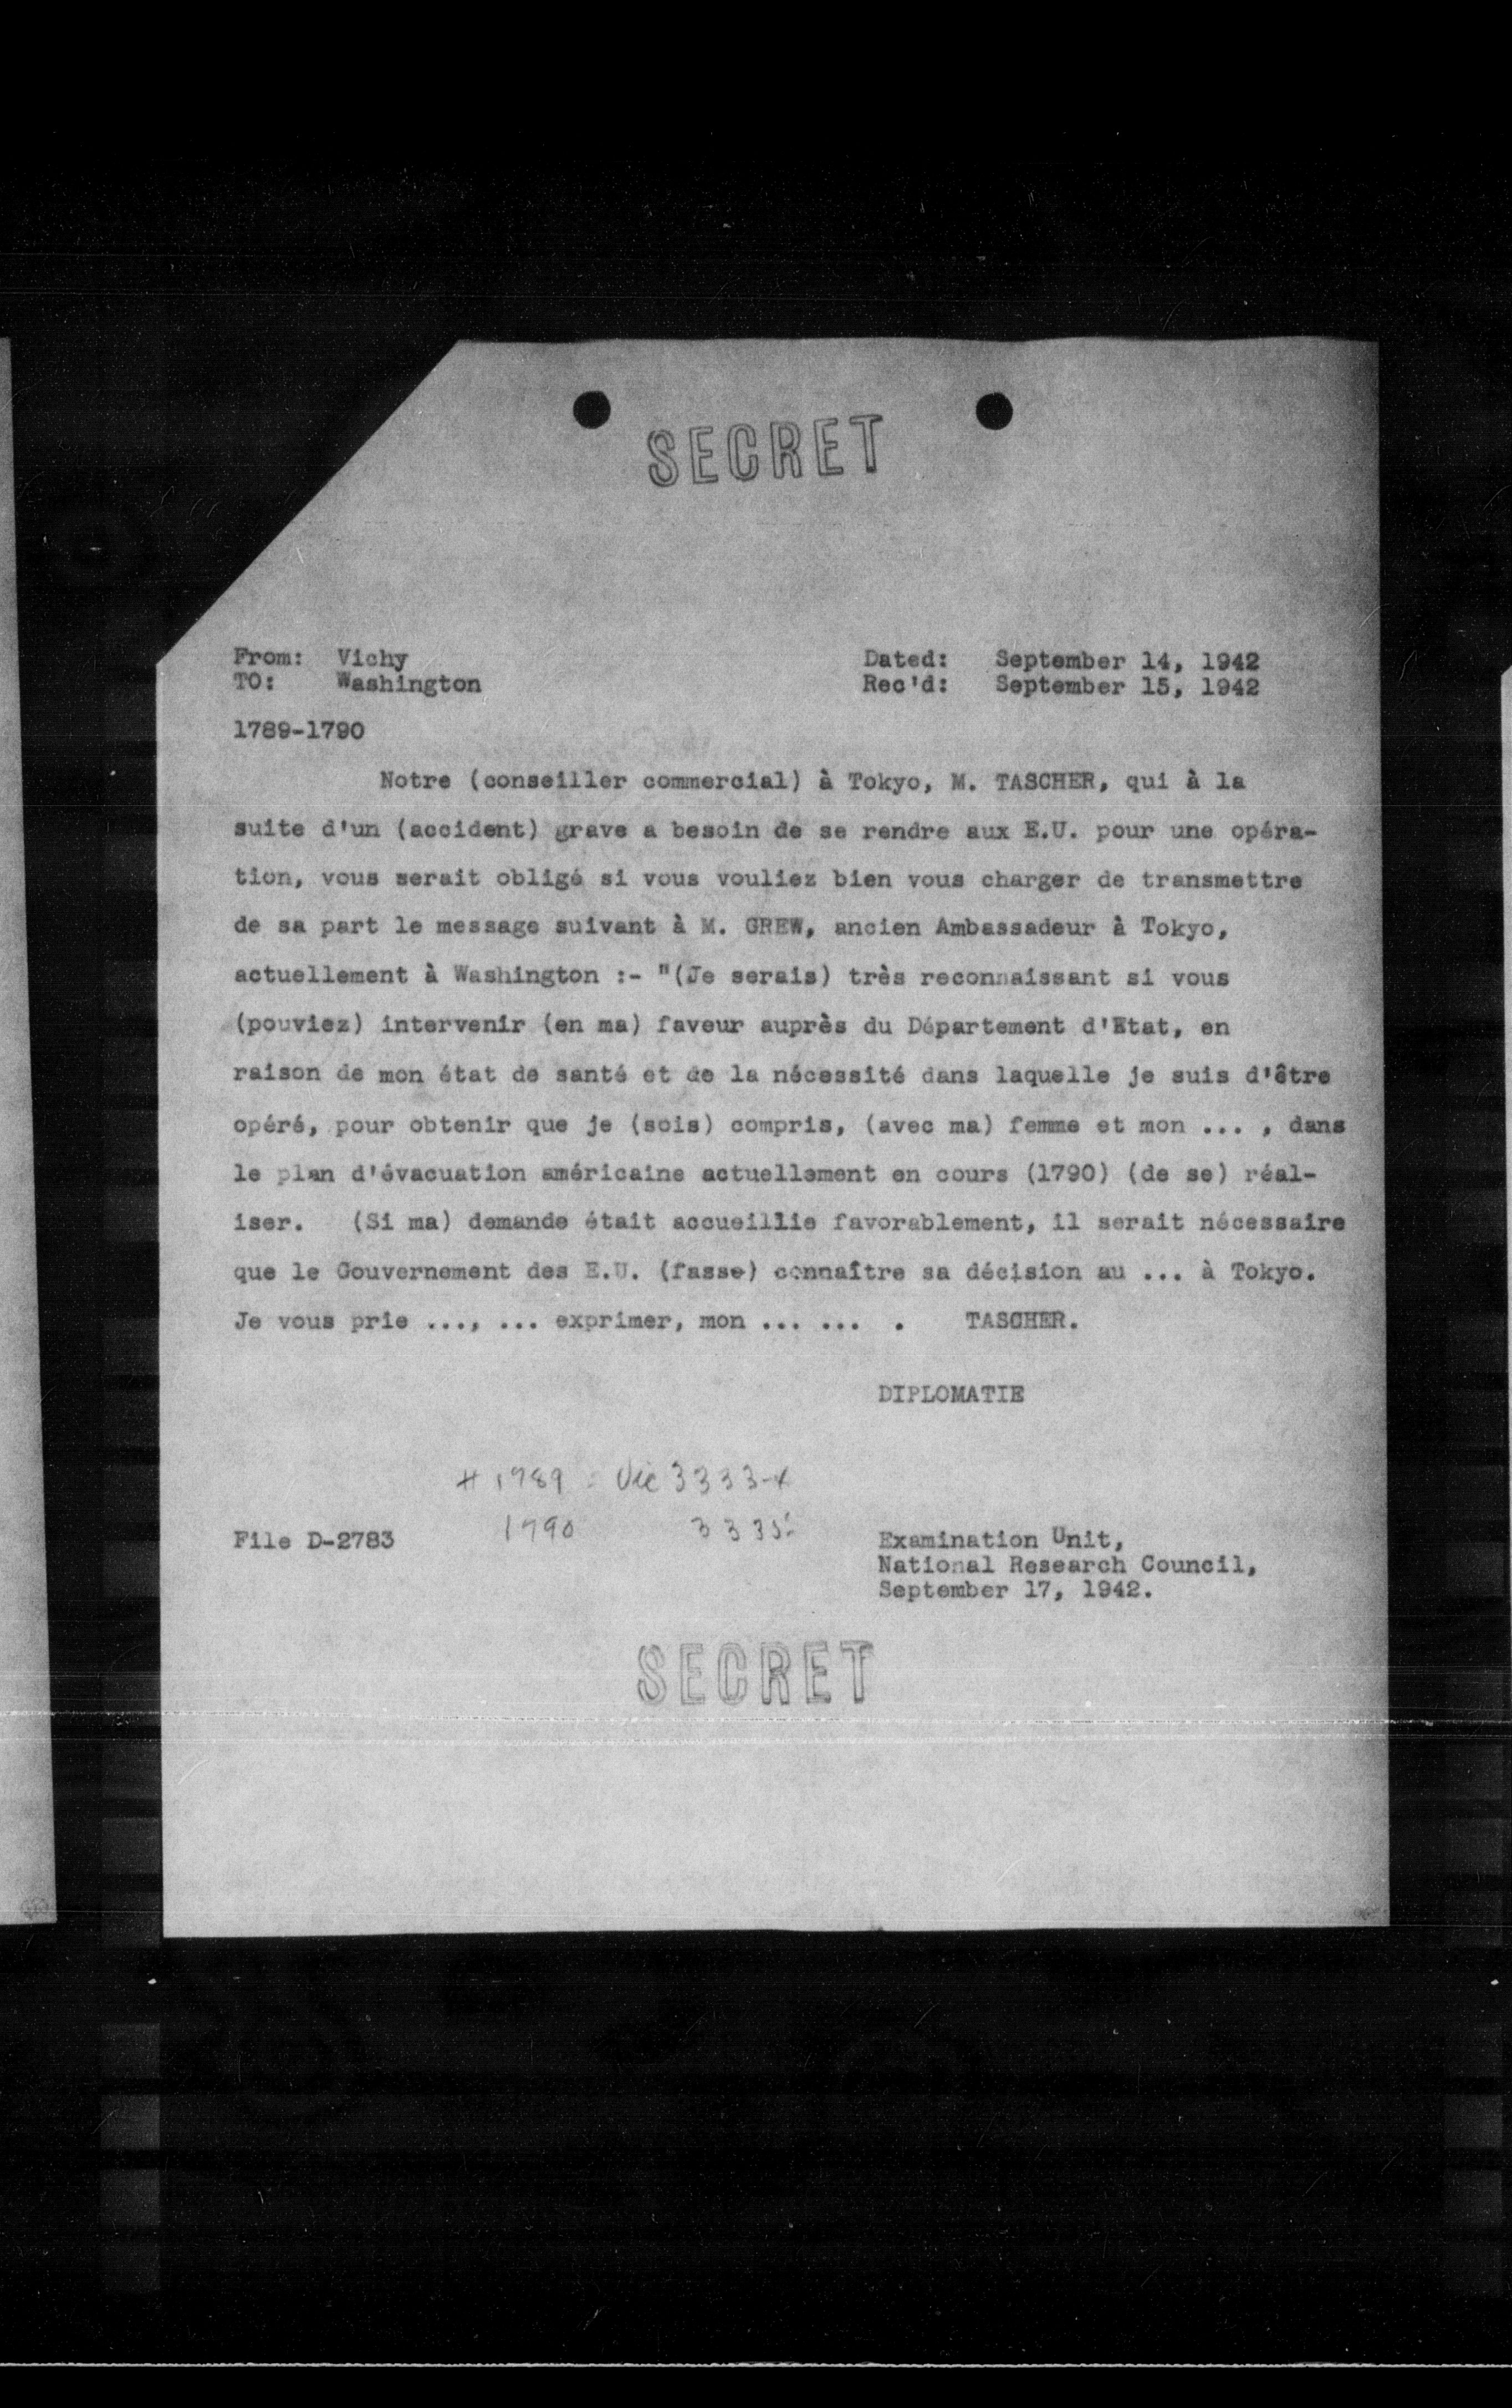 SECRET
From: Vichy Dated: September 14, 1942
TO: Washington Rec'd: September 15, 1942
1789-1790
Notre (conseiller commercial) à Tokyo, M. TASCHER, qui à la
suite d'un (accident) grave a besoin de se rendre aux E.U. pour une opéra-
tion, vous serait obligé si vous vouliez bien vous charger de transmettre
de sa part le message suivant à M. GREW, ancien Ambassadeur à Tokyo,
actuellement à Washington :- "(Je serais) très reconnaissant si vous
(pouviez) intervenir (en ma) faveur auprès du Département d'Etat, en
raison de mon état de santé et de la nécessité dans laquelle je suis d'être
opéré, pour obtenir que je (sois) compris, (avec ma) femme et mon ... , dans
le plan d'évacuation américaine actuellement en cours (1790) (de se) réal-
iser. (Si ma) demande était accueillie favorablement, il serait nécessaire
que le Gouvernement des E.U. (fasse) connaître sa décision au ... à Tokyo.
Je vous prie ..., ... exprimer, mon ... ... . TASCHER.
DIPLOMATIE
# 1789 = Vic 3333-4
1790 3335
File D-2783 Examination Unit,
National Research Council,
September 17, 1942.
SECRET